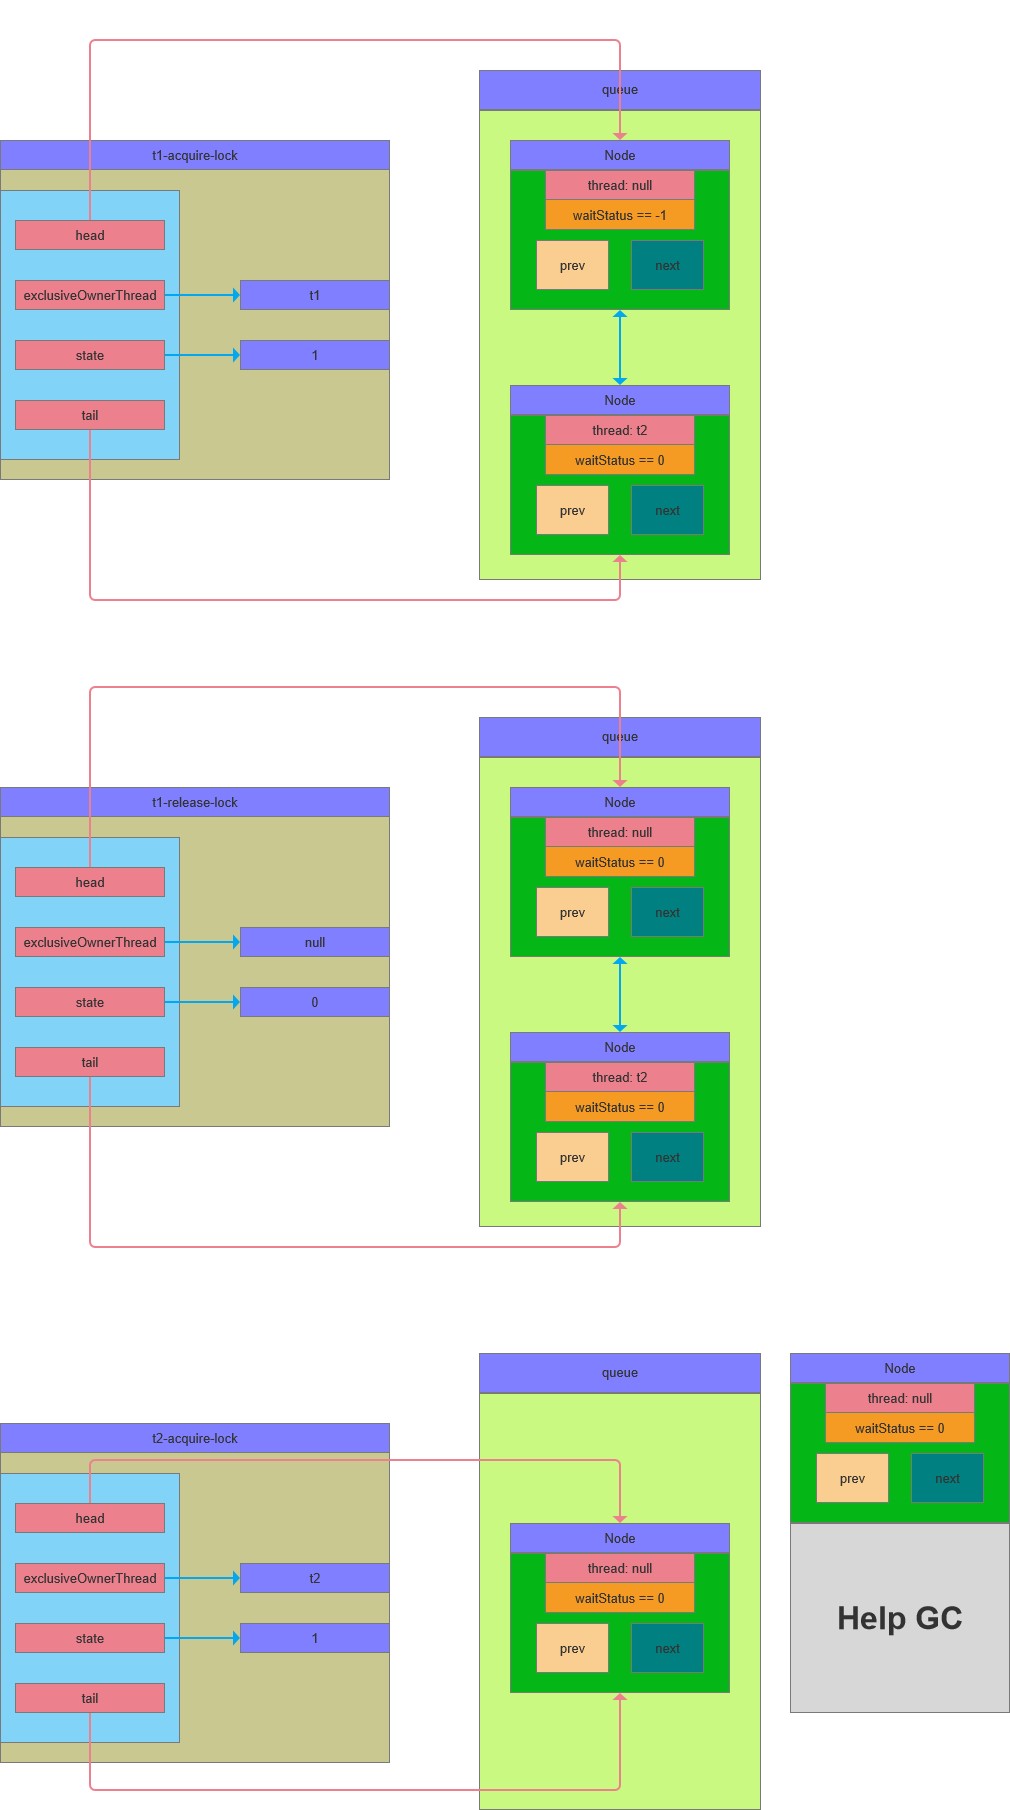 queue
t1-acquire-lock
Node
thread: null
waitStatus == -1
head
prev
next
exclusiveOwnerThread
t1
state
1
Node
tail
thread: t2
waitStatus == 0
prev
next
queue
t1-release-lock
Node
thread: null
waitStatus == 0
head
prev
next
exclusiveOwnerThread
null
state
0
Node
tail
thread: t2
waitStatus == 0
prev
next
queue
Node
thread: null
waitStatus == 0
t2-acquire-lock
prev
next
head
Node
exclusiveOwnerThread
t2
thread: null
waitStatus == 0
Help GC
state
1
prev
next
tail